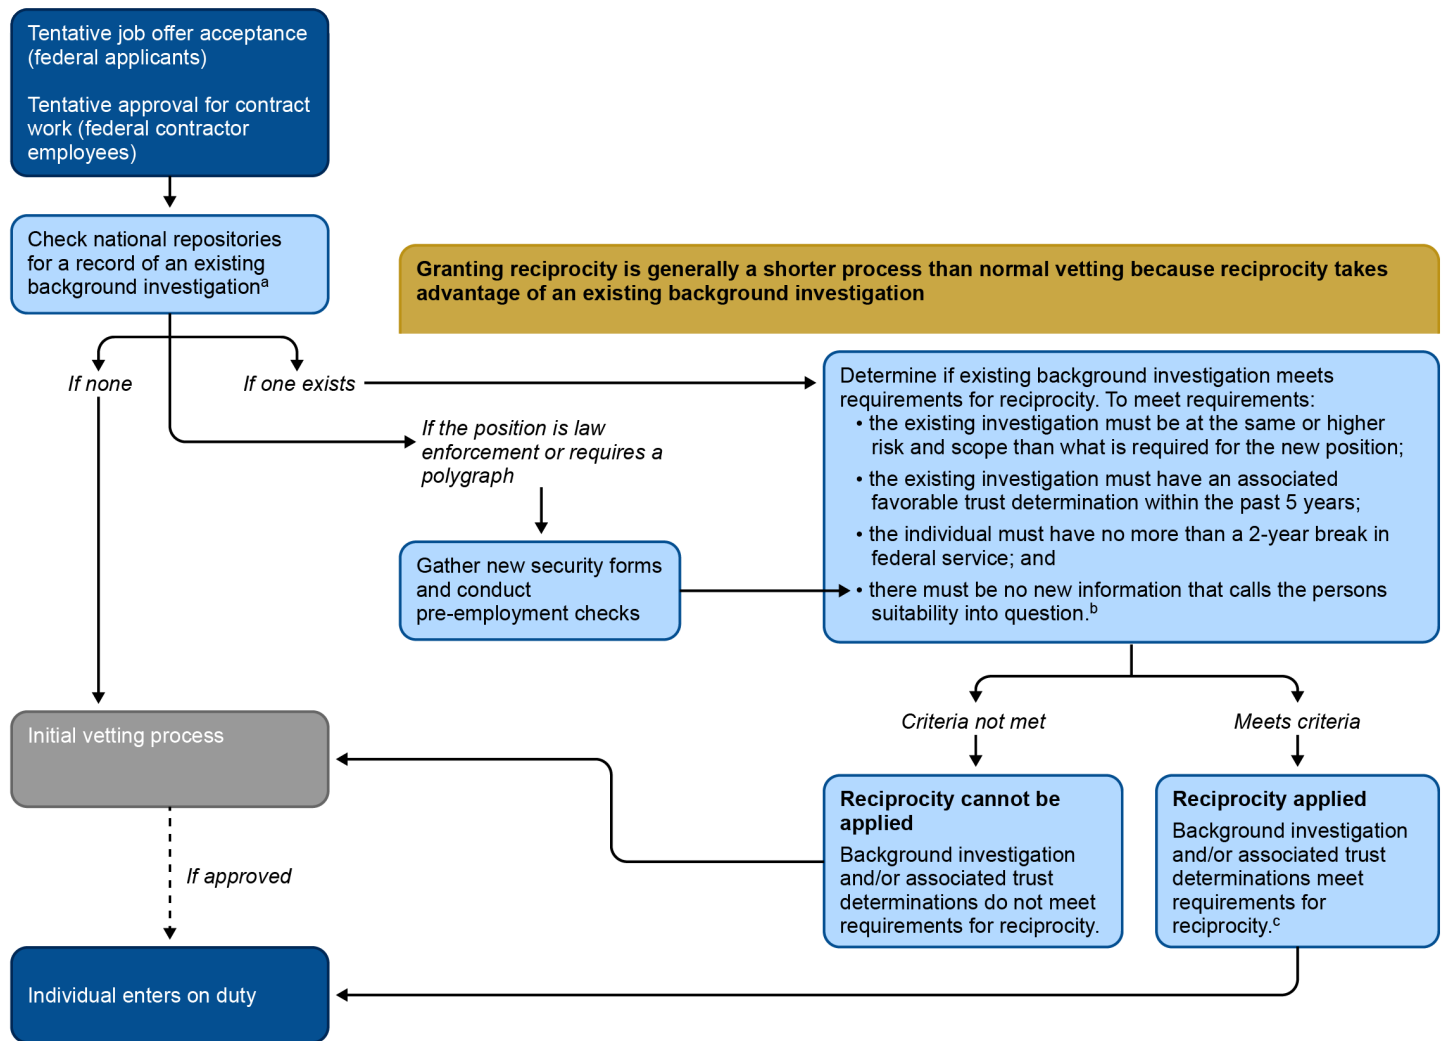 Tentative job offer acceptance
(federal applicants)
Tentative approval for contract
work (federal contractor
employees)
Check national repositories
for a record of an existing
background investigationᵃ
Granting reciprocity is generally a shorter process than normal vetting because reciprocity takes
advantage of an existing background investigation
If none
If one exists
If the position is law
enforcement or requires a
polygraph
Gather new security forms
and conduct
pre-employment checks
Determine if existing background investigation meets
requirements for reciprocity. To meet requirements:
• the existing investigation must be at the same or higher
risk and scope than what is required for the new position;
• the existing investigation must have an associated
favorable trust determination within the past 5 years;
• the individual must have no more than a 2-year break in
federal service; and
• there must be no new information that calls the persons
suitability into question.ᵇ
Criteria not met
Meets criteria
Initial vetting process
Reciprocity cannot be
applied
Background investigation
and/or associated trust
determinations do not meet
requirements for reciprocity.
Reciprocity applied
Background investigation
and/or associated trust
determinations meet
requirements for
reciprocity.ᶜ
If approved
Individual enters on duty